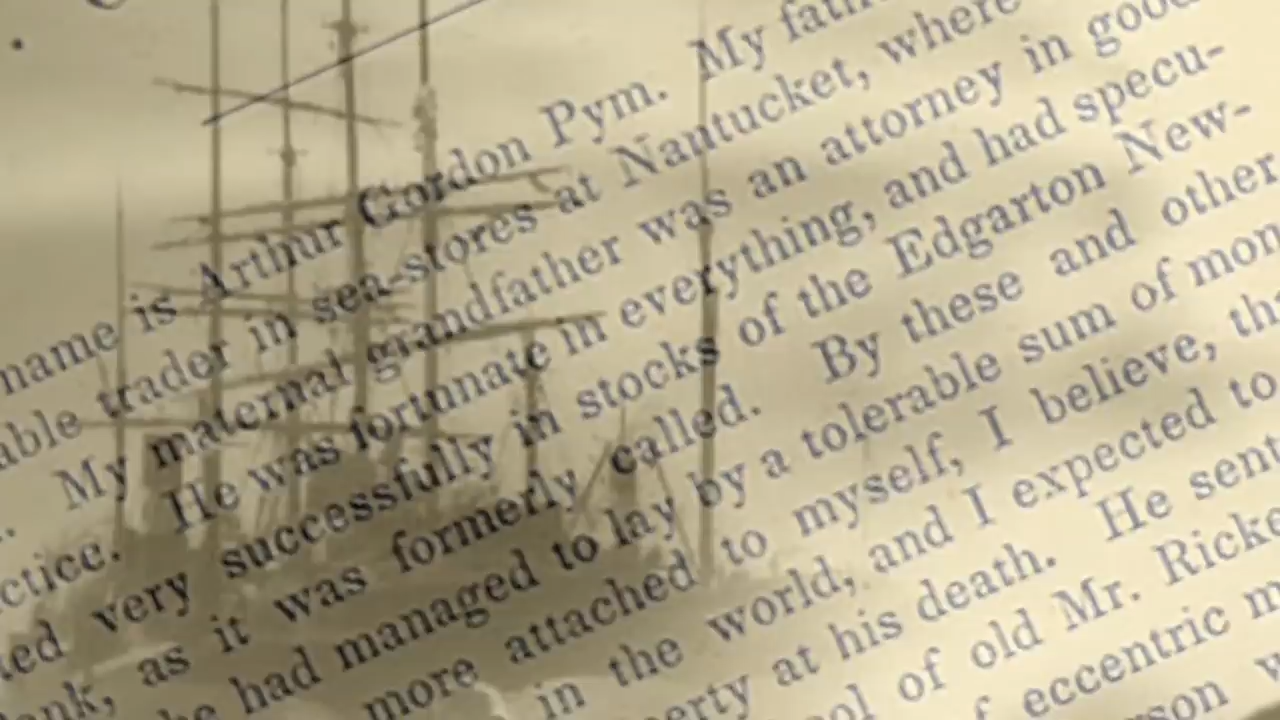 name is Arthur Gordon Pym. My
able trader in sea-stores at Nantucket, where
My maternal grandfather was an attorney in good
ctice. He was fortunate in everything, and had specu-
ted very successfully in stocks of the Edgarton New-
nk, as it was formerly called. By these and other
he had managed to lay by a tolerable sum of mon
more attached to myself, I believe, th
in the world, and I expected to
erty at his death. He sent
ol of old Mr. Ricke
f eccentric m
rson w